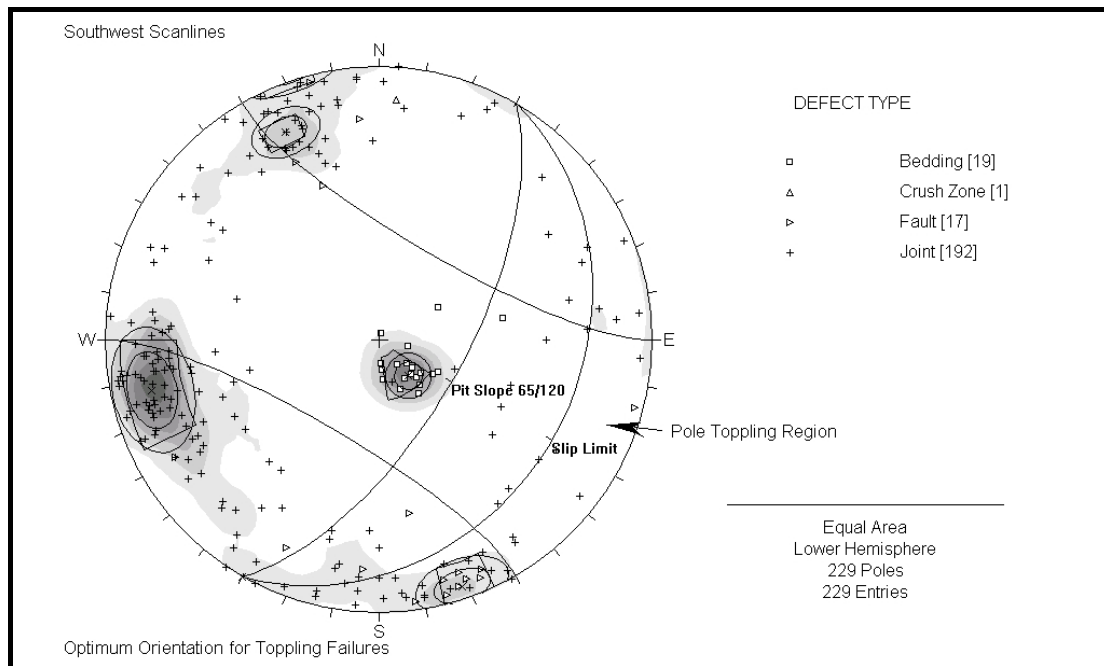 Southwest Scanlines
N
DEFECT TYPE
Bedding [19]
Crush Zone [1]
Fault [17]
Joint [192]
W
E
Pit Slope 65/120
Pole Toppling Region
Slip Limit
Equal Area
Lower Hemisphere
229 Poles
229 Entries
S
Optimum Orientation for Toppling Failures